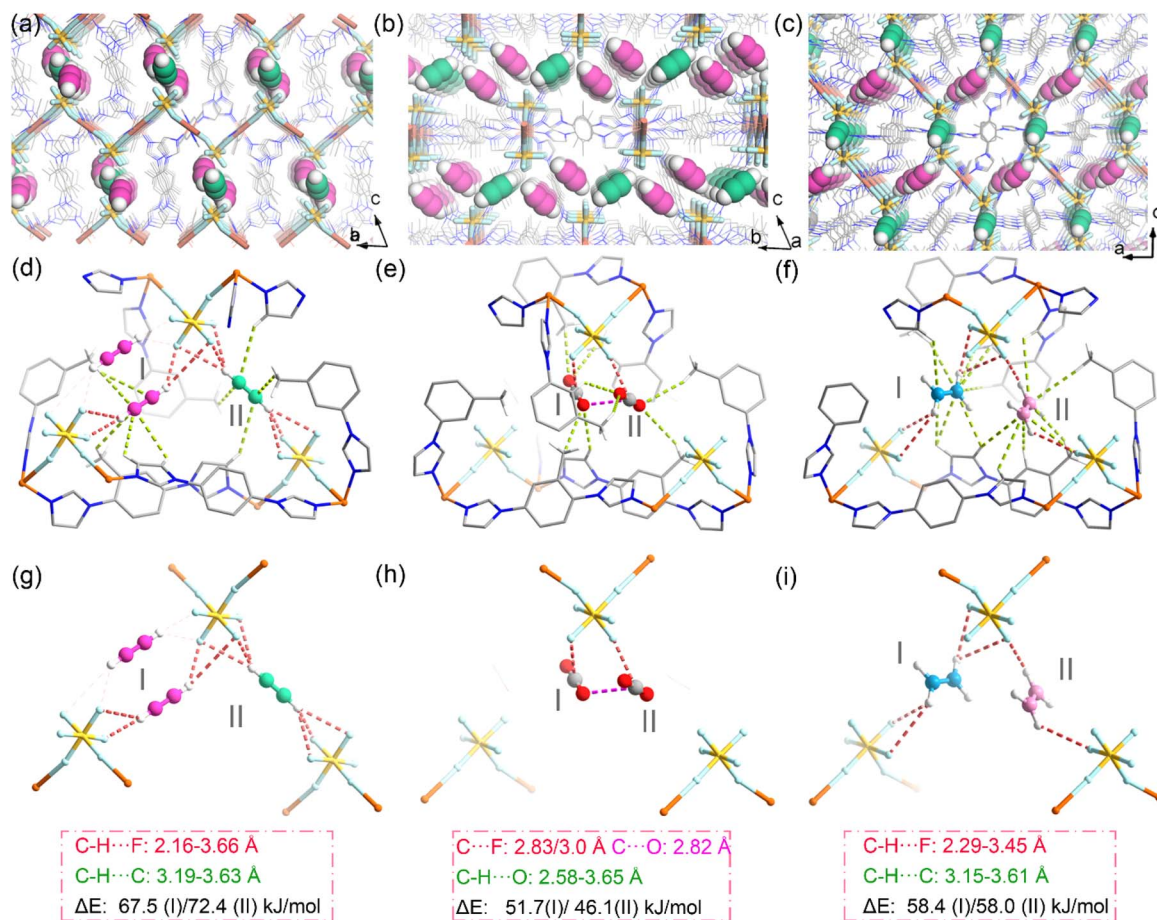 (a)
(b)
(c)
c
a
c
b
a
c
a
(d)
(e)
(f)
I
II
I
II
I
II
(g)
(h)
(i)
I
II
I
II
I
II
C-H···F: 2.16-3.66 Å
C-H···C: 3.19-3.63 Å
ΔE: 67.5 (I)/72.4 (II) kJ/mol
C···F: 2.83/3.0 Å C···O: 2.82 Å
C-H···O: 2.58-3.65 Å
ΔE: 51.7(I)/ 46.1(II) kJ/mol
C-H···F: 2.29-3.45 Å
C-H···C: 3.15-3.61 Å
ΔE: 58.4 (I)/58.0 (II) kJ/mol